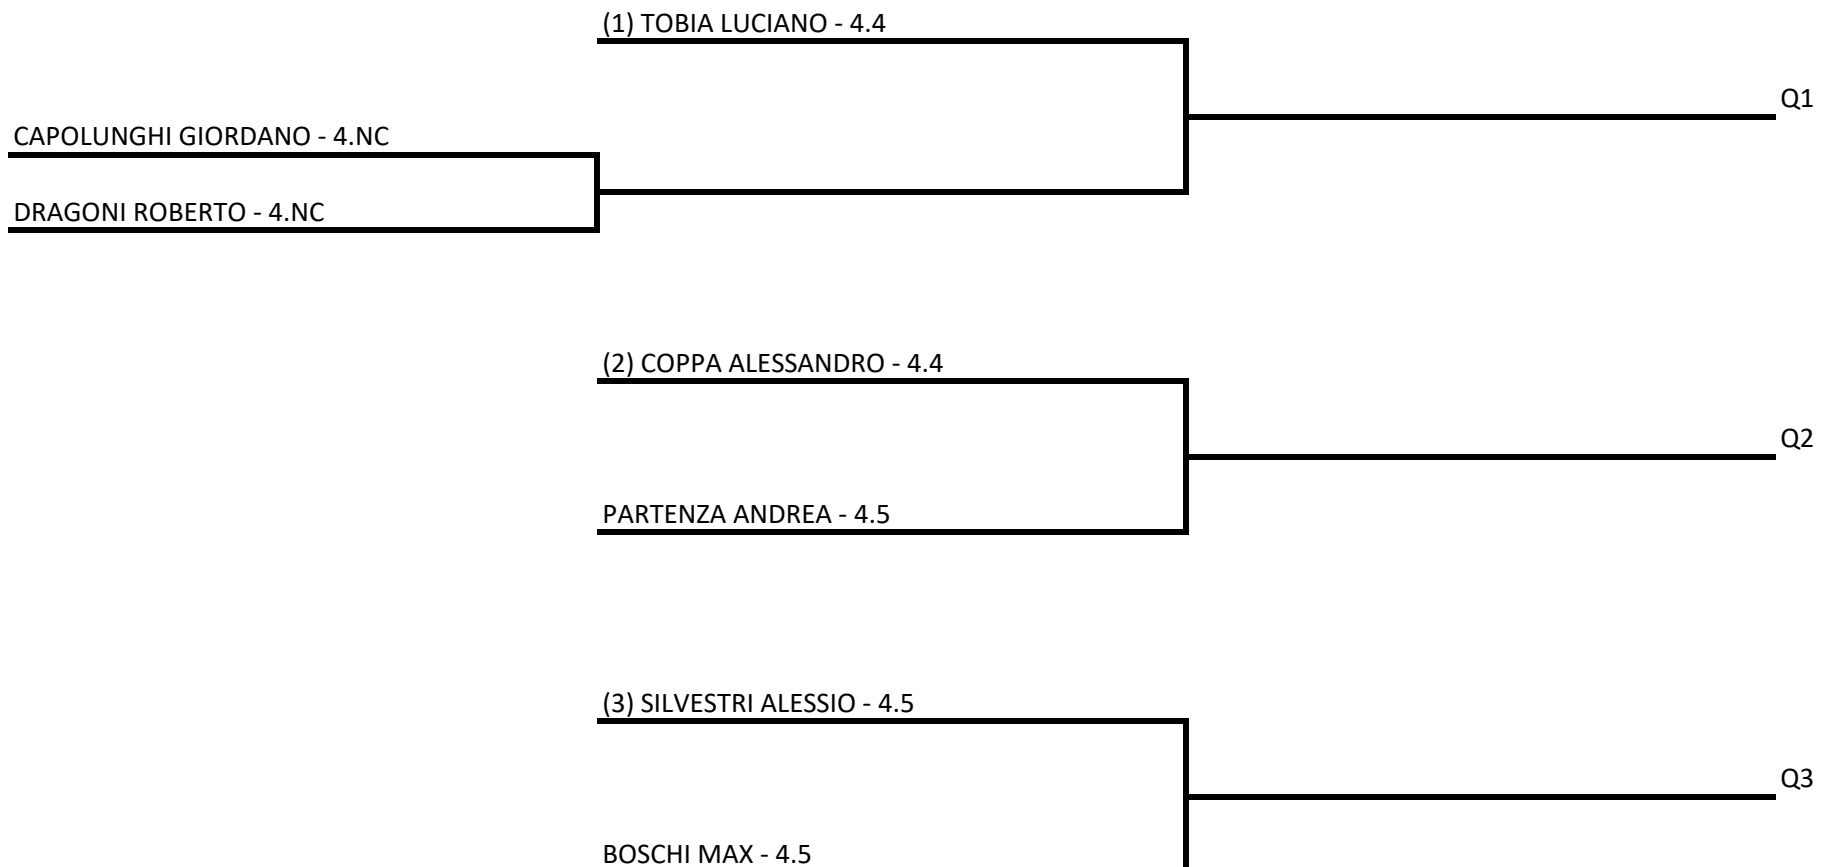 (1) TOBIA LUCIANO - 4.4
Q1
CAPOLUNGHI GIORDANO - 4.NC
DRAGONI ROBERTO - 4.NC
(2) COPPA ALESSANDRO - 4.4
Q2
PARTENZA ANDREA - 4.5
(3) SILVESTRI ALESSIO - 4.5
Q3
BOSCHI MAX - 4.5